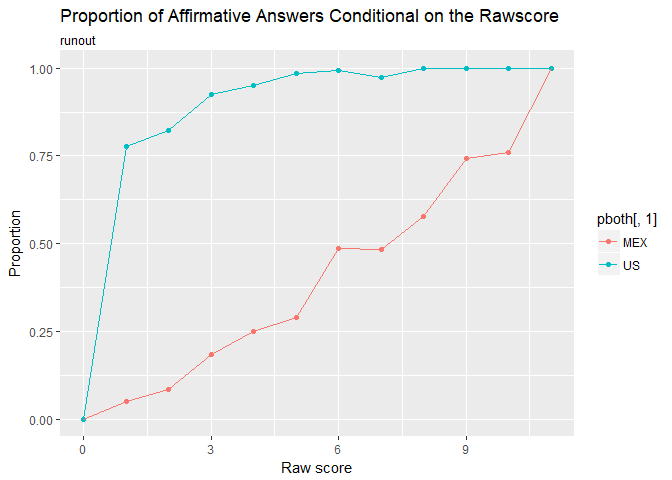 Proportion of Affirmative Answers Conditional on the Rawscore
runout
1.00
0.75
0.50
0.25
0.00
Proportion
0 3 6 9
Raw score
pboth[, 1]
MEX
US